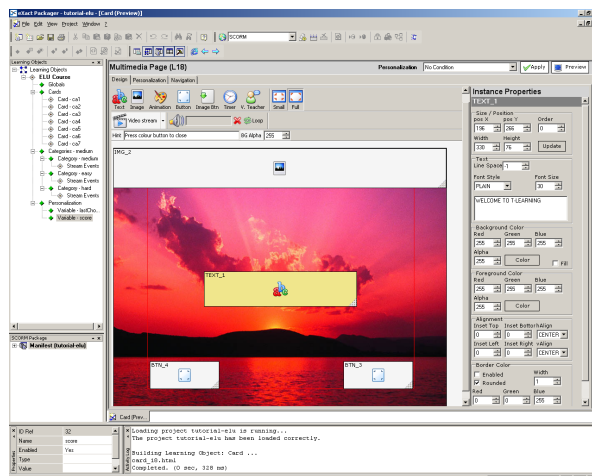 eXact Packager - tutorial-elu - [Card (Preview)]
File Edit View Project Window ?
SCORM
Learning Objects
Learning Objects
ELU Course
Globals
Cards
Card - ca1
Card - ca2
Card - ca3
Card - ca4
Card - ca5
Card - ca6
Card - ca7
Categories - medium
Category - medium
Stream Events
Category - easy
Stream Events
Category - hard
Stream Events
Personalization
Variable - lastCho...
Variable - score
SCORM Package
Manifest (tutorial-elu)
Multimedia Page (L18)
Personalization No Condition Apply Preview
Design Personalization Navigation
Text Image Animation Button Image Btn Timer V. Teacher Small Full
Video stream Loop
Hint Press colour button to close BG Alpha 255
IMG_2
TEXT_1
BTN_4
BTN_3
Card (Prev...
Instance Properties
TEXT_1
Size / Position
pos X pos Y Order
196 266 0
Width Height
330 76 Update
Text
Line Space -1
Font Style Font Size
PLAIN 30
WELCOME TO T-LEARNING
Background Color
Red Green Blue
255 255 255
Alpha
255 Color Fill
Foreground Color
Red Green Blue
255 255 255
Alpha
255 Color
Alignment
Inset Top Inset Bottom hAlign
0 0 CENTER
Inset Left Inset Right vAlign
0 0 CENTER
Border Color
Enabled Width
Rounded 1
Red Green Blue
0 0 255
Properties
ID Ref 32
Name score
Enabled Yes
Type
Value
Activity Log
Loading project tutorial-elu is running...
The project tutorial-elu has been loaded correctly.
Building Learning Object: Card ...
card_18.html
Completed. (0 sec, 328 ms)